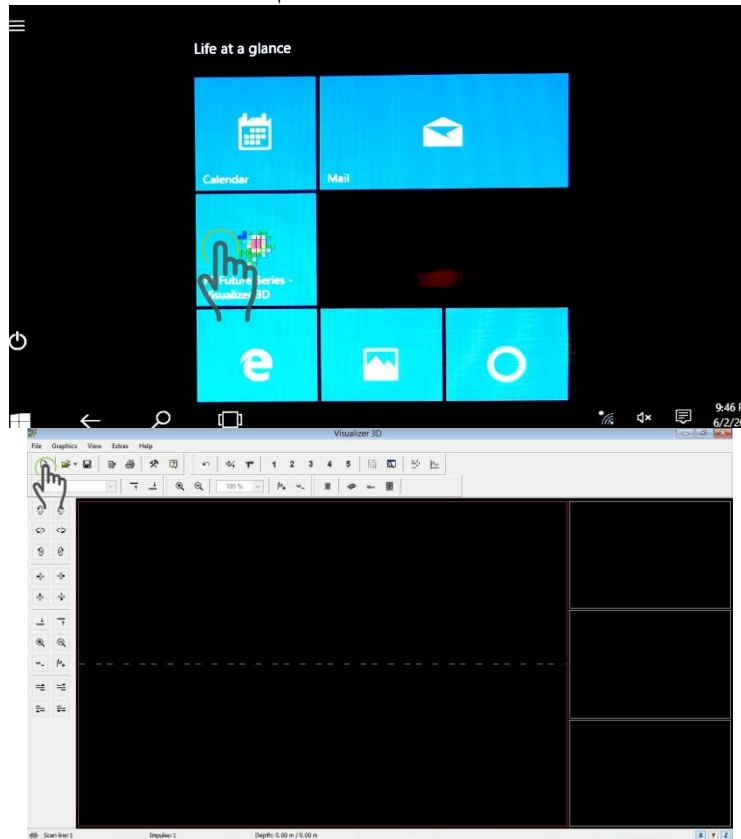 Life at a glance
Calendar
Mail
Future Series -
Visualizer 3D
9:46
6/2/20
Visualizer 3D
File Graphics View Extras Help
1 2 3 4 5
100 %
Scan line:1 Impulse:1 Depth: 0.00 m / 0.00 m X Y Z